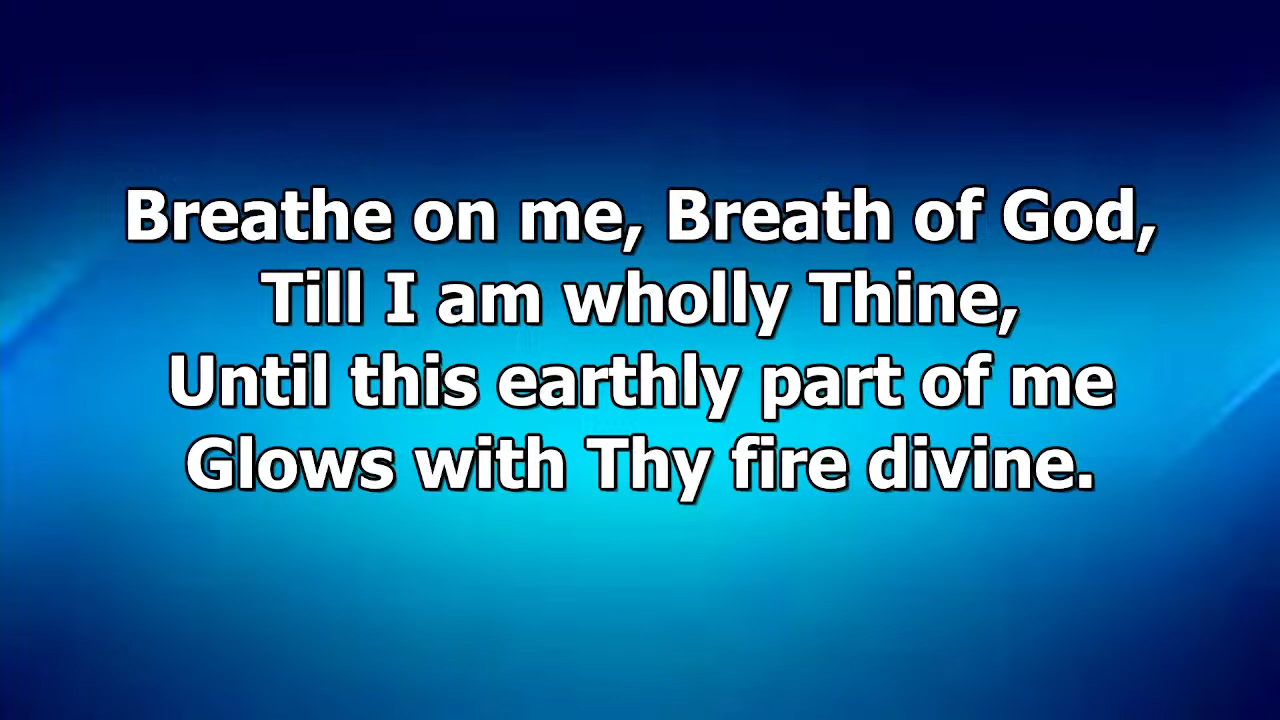 Breathe on me, Breath of God,
Till I am wholly Thine,
Until this earthly part of me
Glows with Thy fire divine.